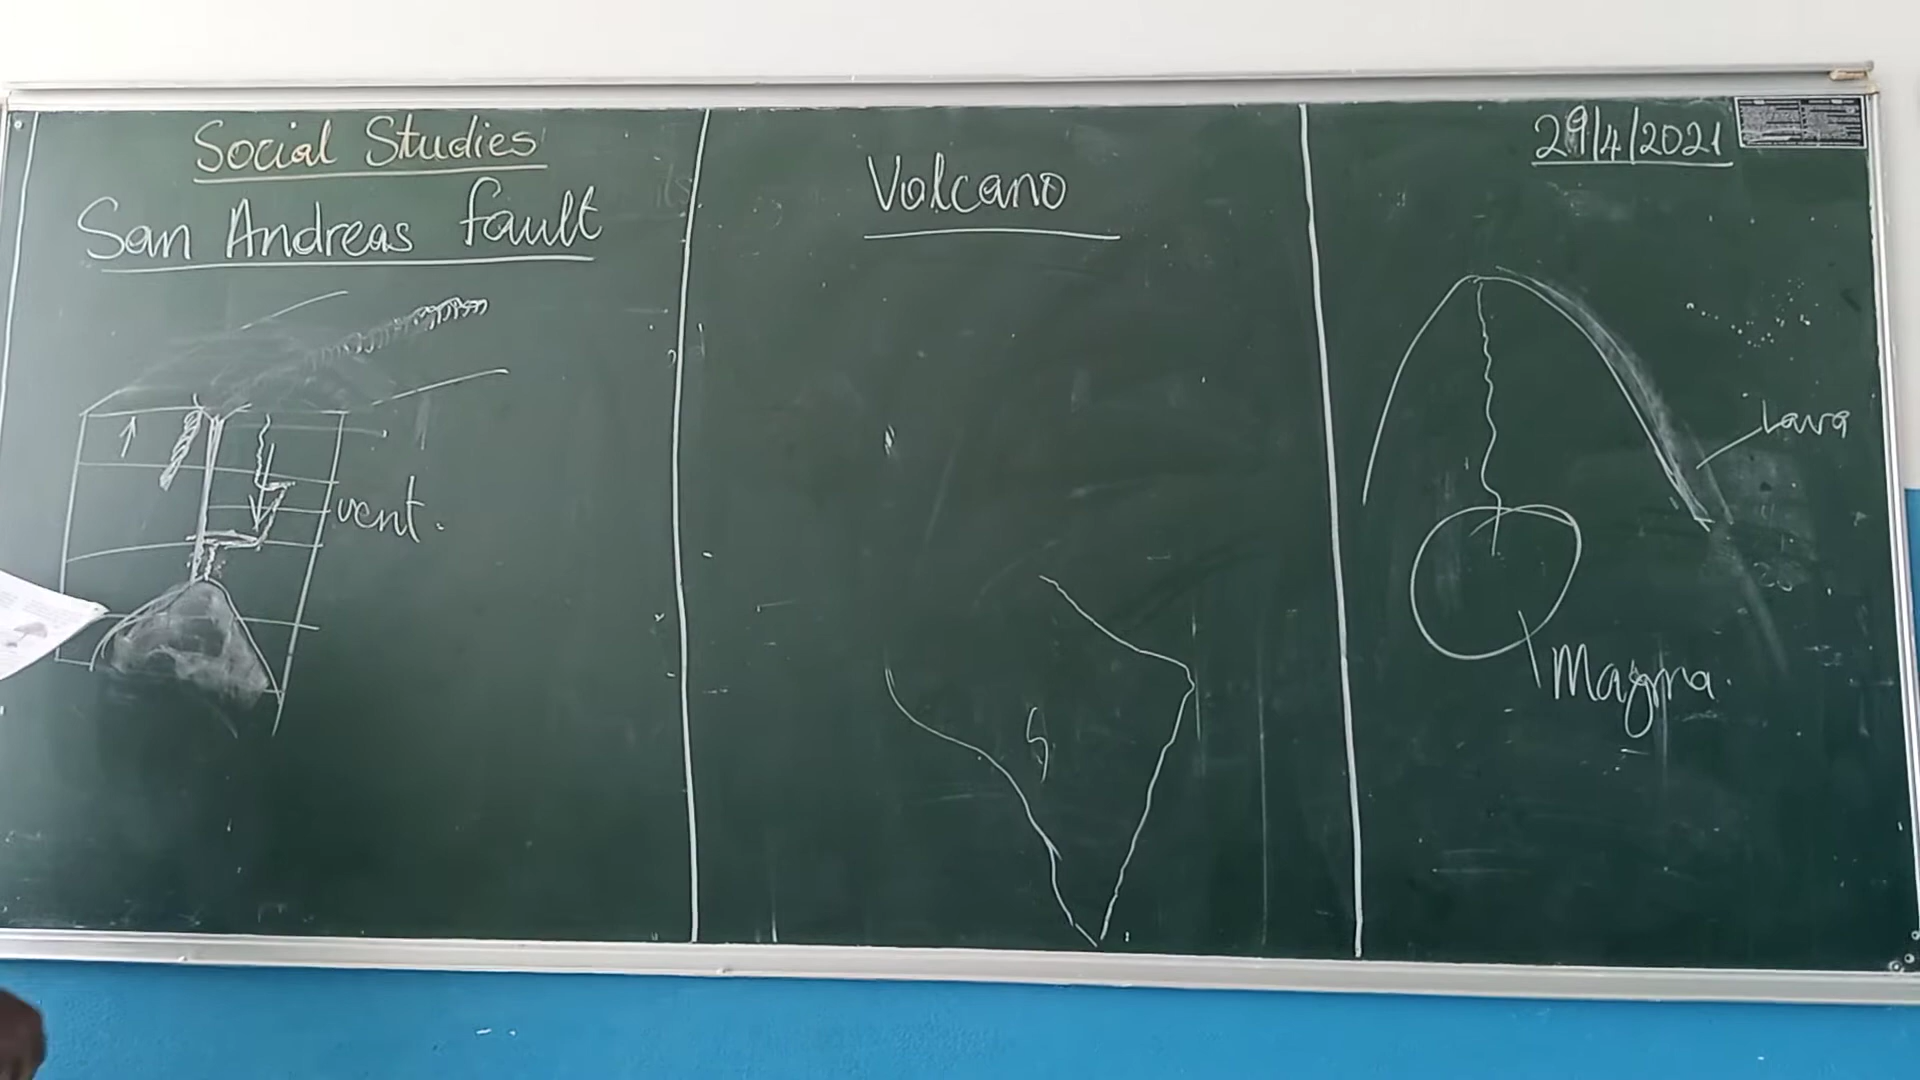 Social Studies
San Andreas fault
vent.
Volcano
29/4/2021
Lava
Magma.